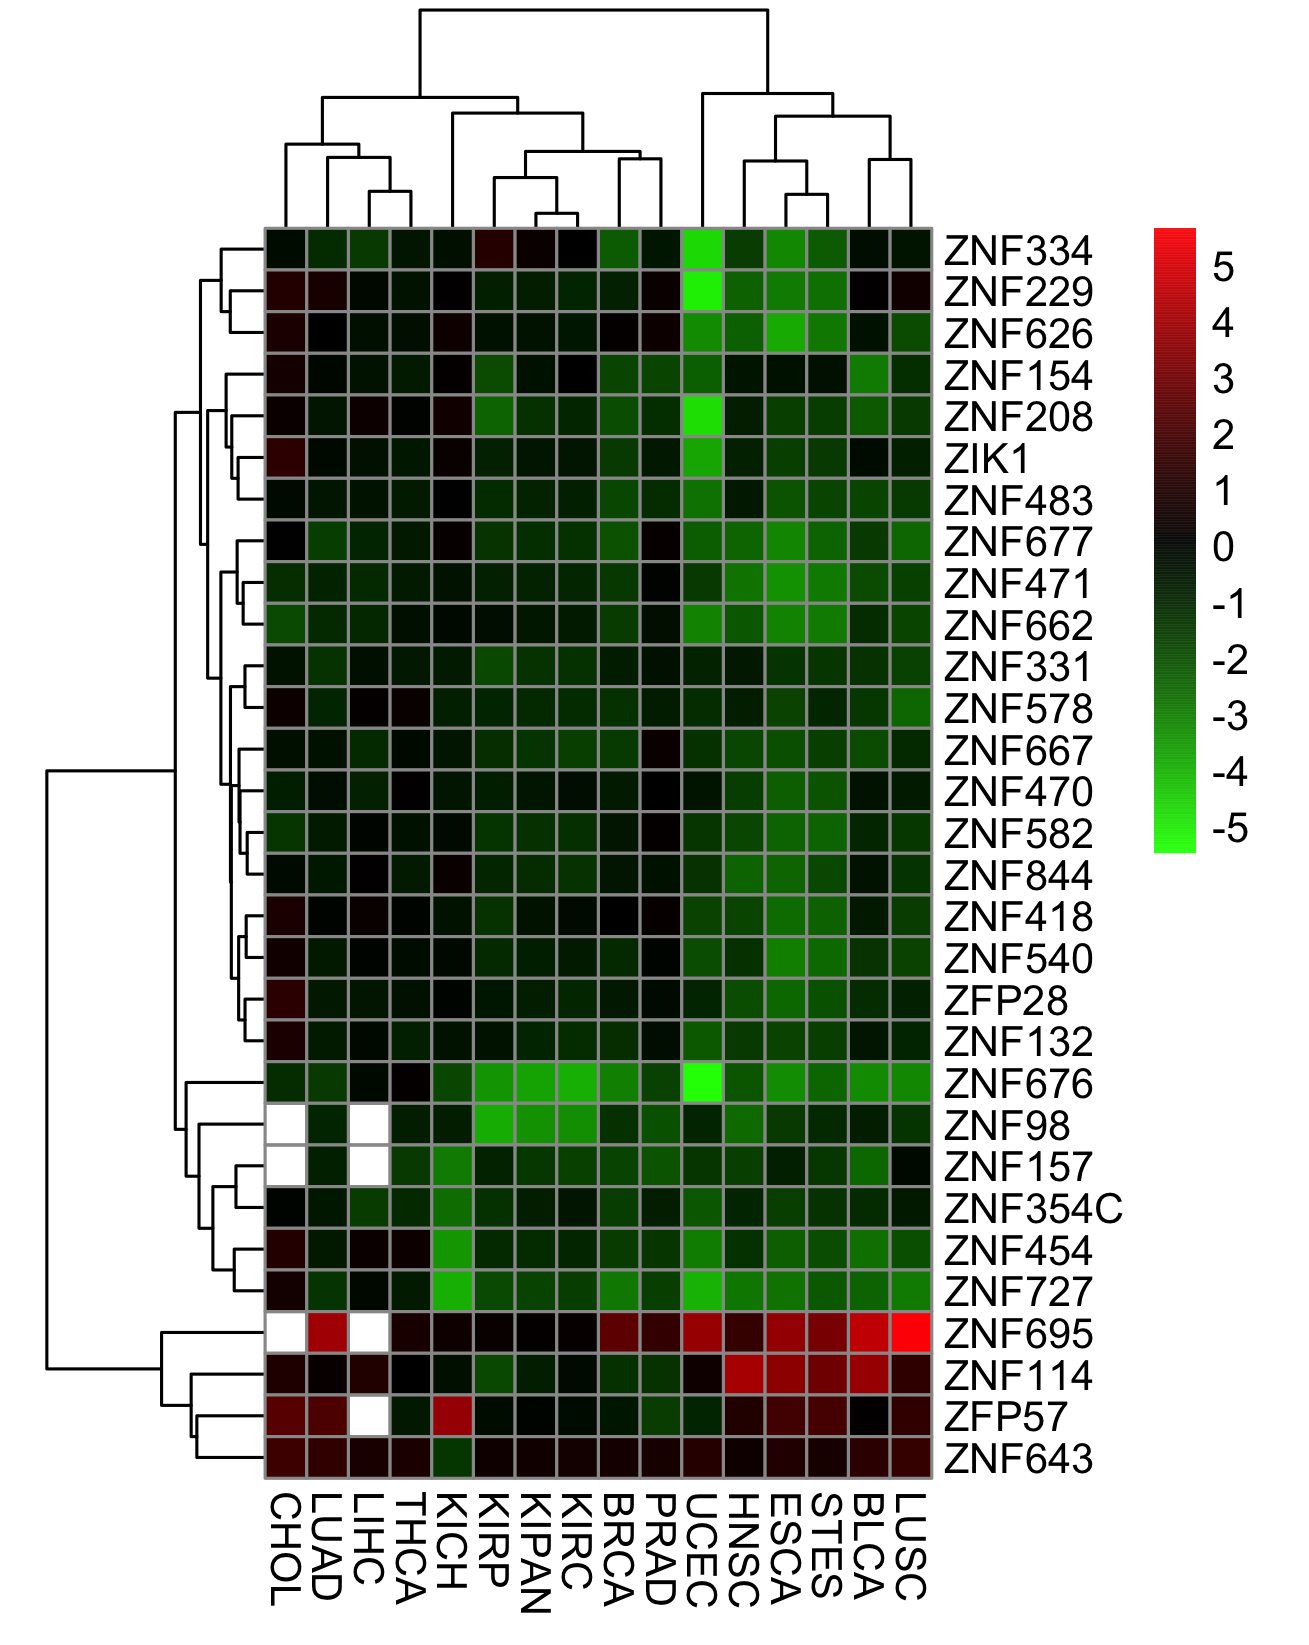 ZNF334
ZNF229
ZNF626
ZNF154
ZNF208
ZIK1
ZNF483
ZNF677
ZNF471
ZNF662
ZNF331
ZNF578
ZNF667
ZNF470
ZNF582
ZNF844
ZNF418
ZNF540
ZFP28
ZNF132
ZNF676
ZNF98
ZNF157
ZNF354C
ZNF454
ZNF727
ZNF695
ZNF114
ZFP57
ZNF643
5
4
3
2
1
0
-1
-2
-3
-4
-5
CHOL
LUAD
LIHC
THCA
KICH
KIRP
KIPAN
KIRC
BRCA
PRAD
UCEC
HNSC
ESCA
STES
BLCA
LUSC